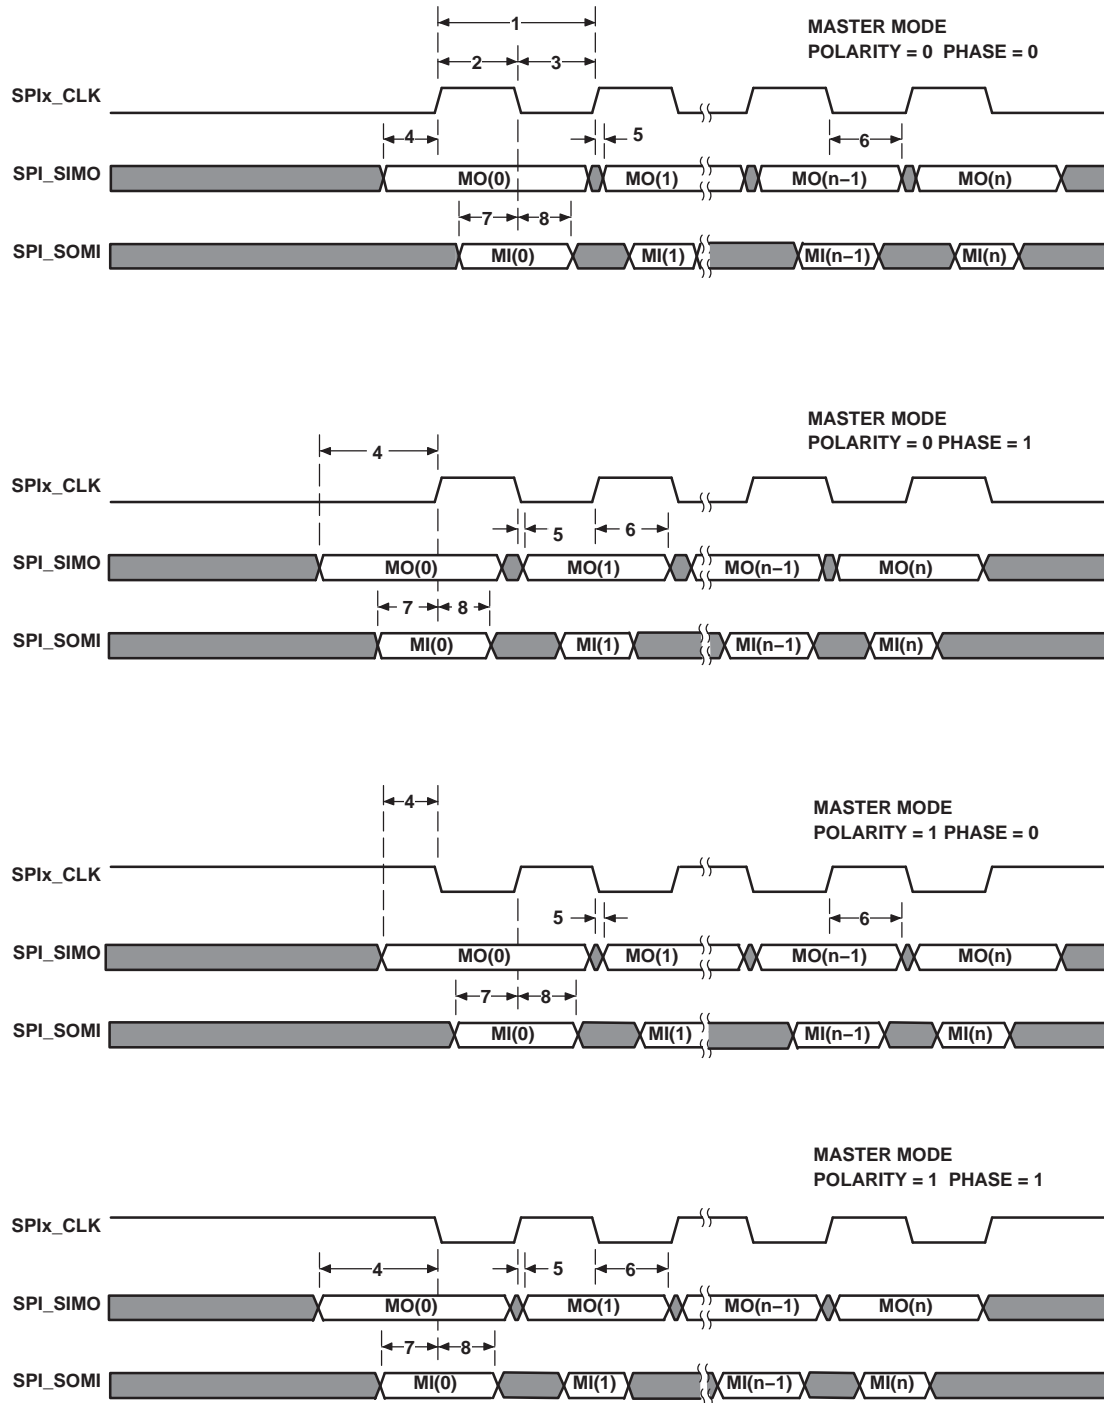 1
MASTER MODE
POLARITY = 0 PHASE = 0
2 3
SPIx_CLK
4 5 6
SPI_SIMO MO(0) MO(1) MO(n−1) MO(n)
7 8
SPI_SOMI MI(0) MI(1) MI(n−1) MI(n)
MASTER MODE
POLARITY = 0 PHASE = 1
4
SPIx_CLK
5 6
SPI_SIMO MO(0) MO(1) MO(n−1) MO(n)
7 8
SPI_SOMI MI(0) MI(1) MI(n−1) MI(n)
4
MASTER MODE
POLARITY = 1 PHASE = 0
SPIx_CLK
5 6
SPI_SIMO MO(0) MO(1) MO(n−1) MO(n)
7 8
SPI_SOMI MI(0) MI(1) MI(n−1) MI(n)
MASTER MODE
POLARITY = 1 PHASE = 1
SPIx_CLK
4 5 6
SPI_SIMO MO(0) MO(1) MO(n−1) MO(n)
7 8
SPI_SOMI MI(0) MI(1) MI(n−1) MI(n)